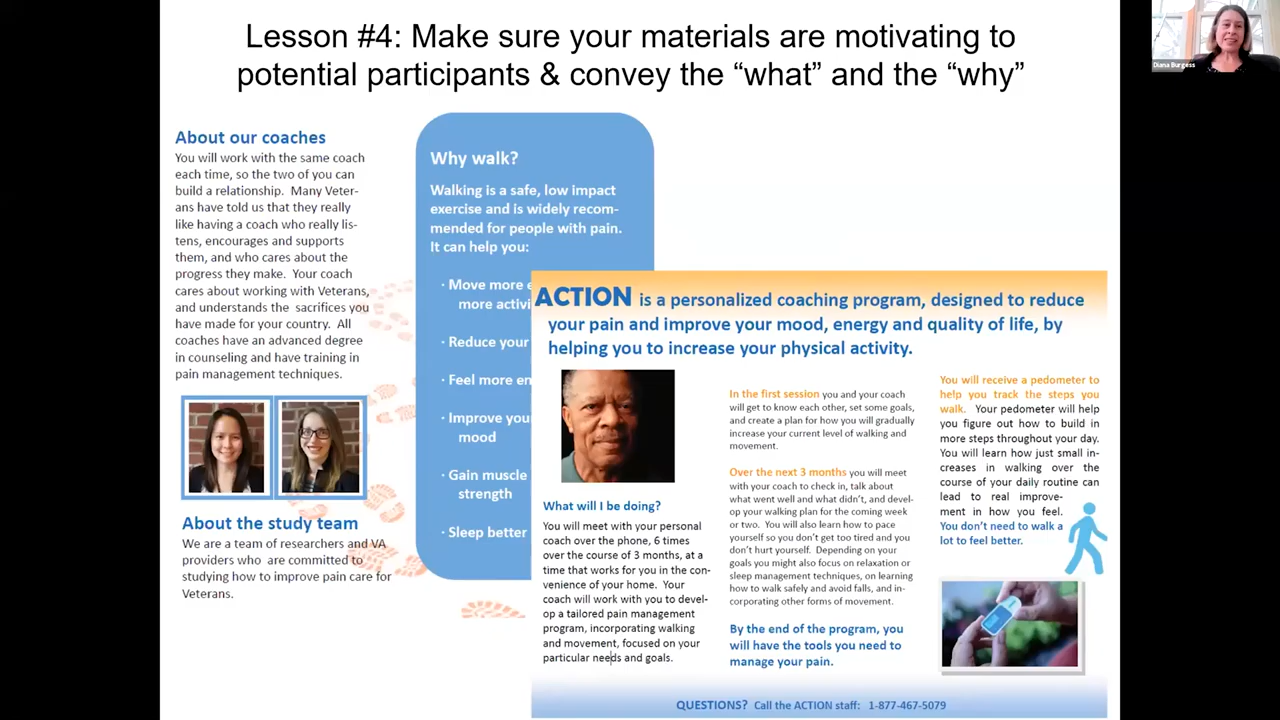 Lesson #4: Make sure your materials are motivating to
potential participants & convey the “what” and the “why”
Diana Burgess
About our coaches
You will work with the same coach
each time, so the two of you can
build a relationship. Many Veter-
ans have told us that they really
like having a coach who really lis-
tens, encourages and supports
them, and who cares about the
progress they make. Your coach
cares about working with Veterans,
and understands the sacrifices you
have made for your country. All
coaches have an advanced degree
in counseling and have training in
pain management techniques.
About the study team
We are a team of researchers and VA
providers who are committed to
studying how to improve pain care for
Veterans.
Why walk?
Walking is a safe, low impact
exercise and is widely recom-
mended for people with pain.
It can help you:
· Move more
more
· Reduce your
· Feel more
· Improve
mood
· Gain muscle
strength
· Sleep better
ACTION is a personalized coaching program, designed to reduce
your pain and improve your mood, energy and quality of life, by
helping you to increase your physical activity.
What will I be doing?
You will meet with your personal
coach over the phone, 6 times
over the course of 3 months, at a
time that works for you in the con-
venience of your home. Your
coach will work with you to devel-
op a tailored pain management
program, incorporating walking
and movement, focused on your
particular needs and goals.
In the first session you and your coach
will get to know each other, set some goals,
and create a plan for how you will gradually
increase your current level of walking and
movement.
Over the next 3 months you will meet
with your coach to check in, talk about
what went well and what didn’t, and devel-
op your walking plan for the coming week
or two. You will also learn how to pace
yourself so you don’t get too tired and you
don’t hurt yourself. Depending on your
goals you might also focus on relaxation or
sleep management techniques, on learning
how to walk safely and avoid falls, and in-
corporating other forms of movement.
By the end of the program, you
will have the tools you need to
manage your pain.
You will receive a pedometer to
help you track the steps you
walk. Your pedometer will help
you figure out how to build in
more steps throughout your day.
You will learn how just small in-
creases in walking over the
course of your daily routine can
lead to real improve-
ment in how you feel.
You don’t need to walk a
lot to feel better.
QUESTIONS? Call the ACTION staff: 1-877-467-5079